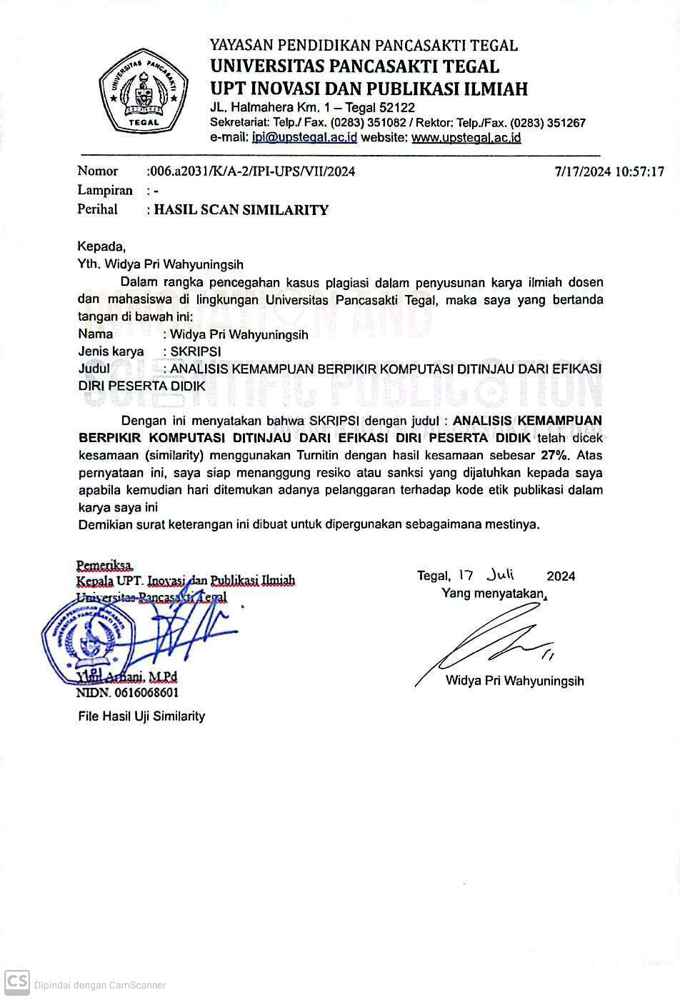 YAYASAN PENDIDIKAN PANCASAKTI TEGAL
UNIVERSITAS PANCASAKTI TEGAL
UPT INOVASI DAN PUBLIKASI ILMIAH
JL. Halmahera Km. 1 – Tegal 52122
Sekretariat: Telp./ Fax. (0283) 351082 / Rektor: Telp./Fax. (0283) 351267
e-mail: ipi@upstegal.ac.id website: www.upstegal.ac.id
UNIVERSITAS PANCASAKTI
TEGAL
Nomor :006.a2031/K/A-2/IPI-UPS/VII/2024 7/17/2024 10:57:17
Lampiran : -
Perihal : HASIL SCAN SIMILARITY
Kepada,
Yth. Widya Pri Wahyuningsih
Dalam rangka pencegahan kasus plagiasi dalam penyusunan karya ilmiah dosen
dan mahasiswa di lingkungan Universitas Pancasakti Tegal, maka saya yang bertanda
tangan di bawah ini:
INNOVATION AND
Nama : Widya Pri Wahyuningsih
Jenis karya : SKRIPSI
Judul : ANALISIS KEMAMPUAN BERPIKIR KOMPUTASI DITINJAU DARI EFIKASI
DIRI PESERTA DIDIK
SCIENTIFIC PUBLICATION
Dengan ini menyatakan bahwa SKRIPSI dengan judul : ANALISIS KEMAMPUAN
BERPIKIR KOMPUTASI DITINJAU DARI EFIKASI DIRI PESERTA DIDIK telah dicek
kesamaan (similarity) menggunakan Turnitin dengan hasil kesamaan sebesar 27%. Atas
pernyataan ini, saya siap menanggung resiko atau sanksi yang dijatuhkan kepada saya
apabila kemudian hari ditemukan adanya pelanggaran terhadap kode etik publikasi dalam
karya saya ini
Demikian surat keterangan ini dibuat untuk dipergunakan sebagaimana mestinya.
Pemeriksa
Kepala UPT. Inovasi dan Publikasi Ilmiah
Universitas Pancasakti Tegal
IPI
Arbani, M.Pd
NIDN. 0616068601
Tegal, 17 Juli 2024
Yang menyatakan,
Widya Pri Wahyuningsih
File Hasil Uji Similarity
CS Dipindai dengan CamScanner